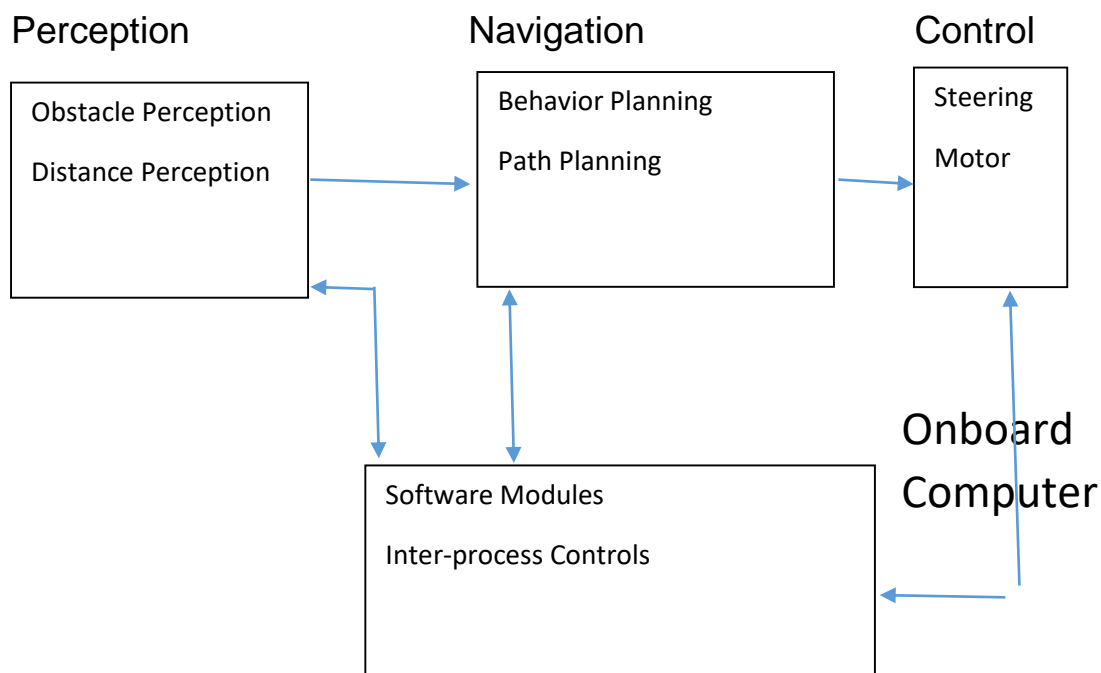 Perception
Navigation
Control
Obstacle Perception
Distance Perception
Behavior Planning
Path Planning
Steering
Motor
Onboard
Computer
Software Modules
Inter-process Controls